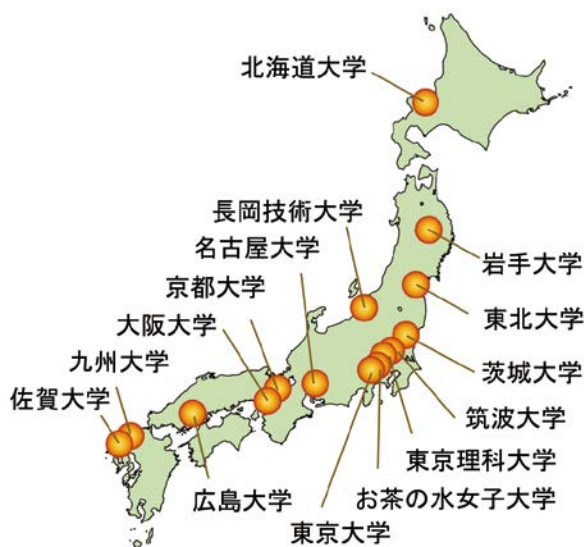 北海道大学
長岡技術大学
名古屋大学
京都大学
大阪大学
九州大学
佐賀大学
岩手大学
東北大学
茨城大学
筑波大学
東京理科大学
お茶の水女子大学
東京大学
広島大学